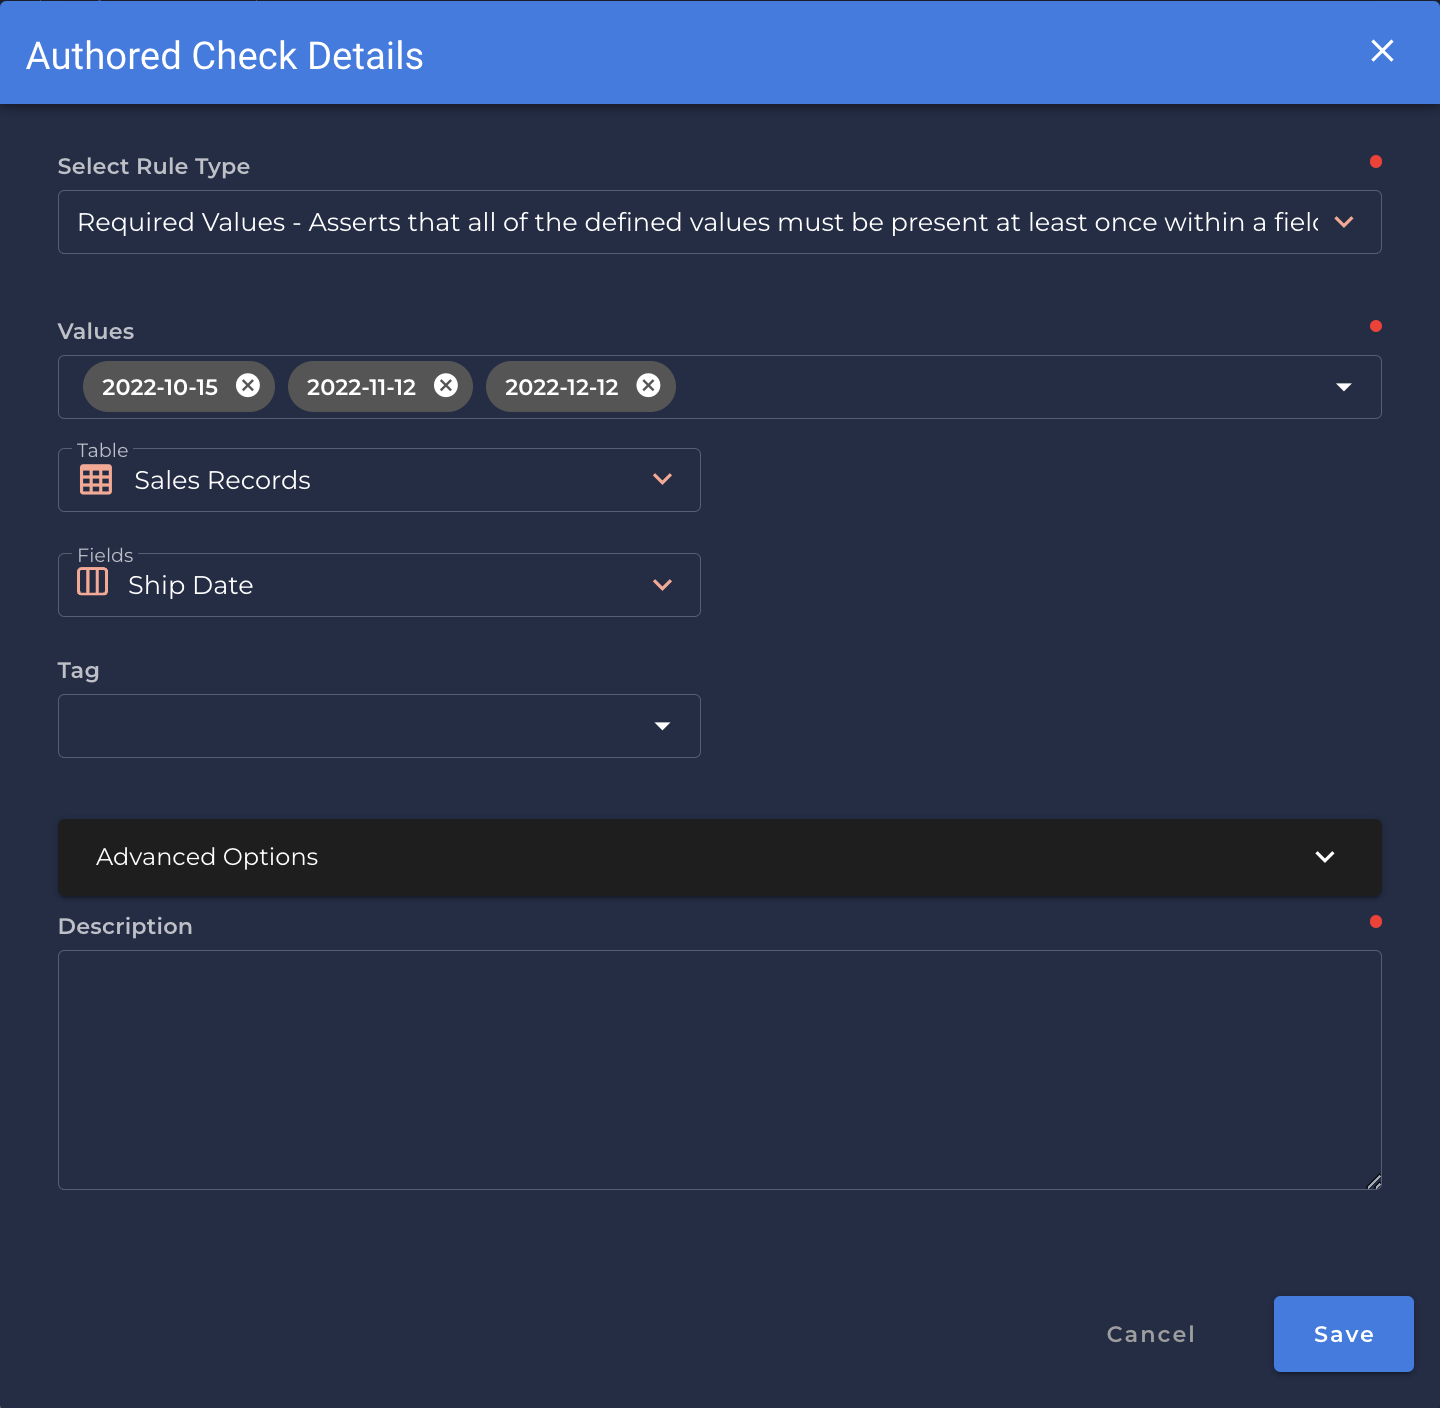 Authored Check Details
Select Rule Type
Required Values - Asserts that all of the defined values must be present at least once within a
Values
2022-10-15 2022-11-12 2022-12-12
Table
Sales Records
Fields
Ship Date
Tag
Advanced Options
Description
Cancel Save